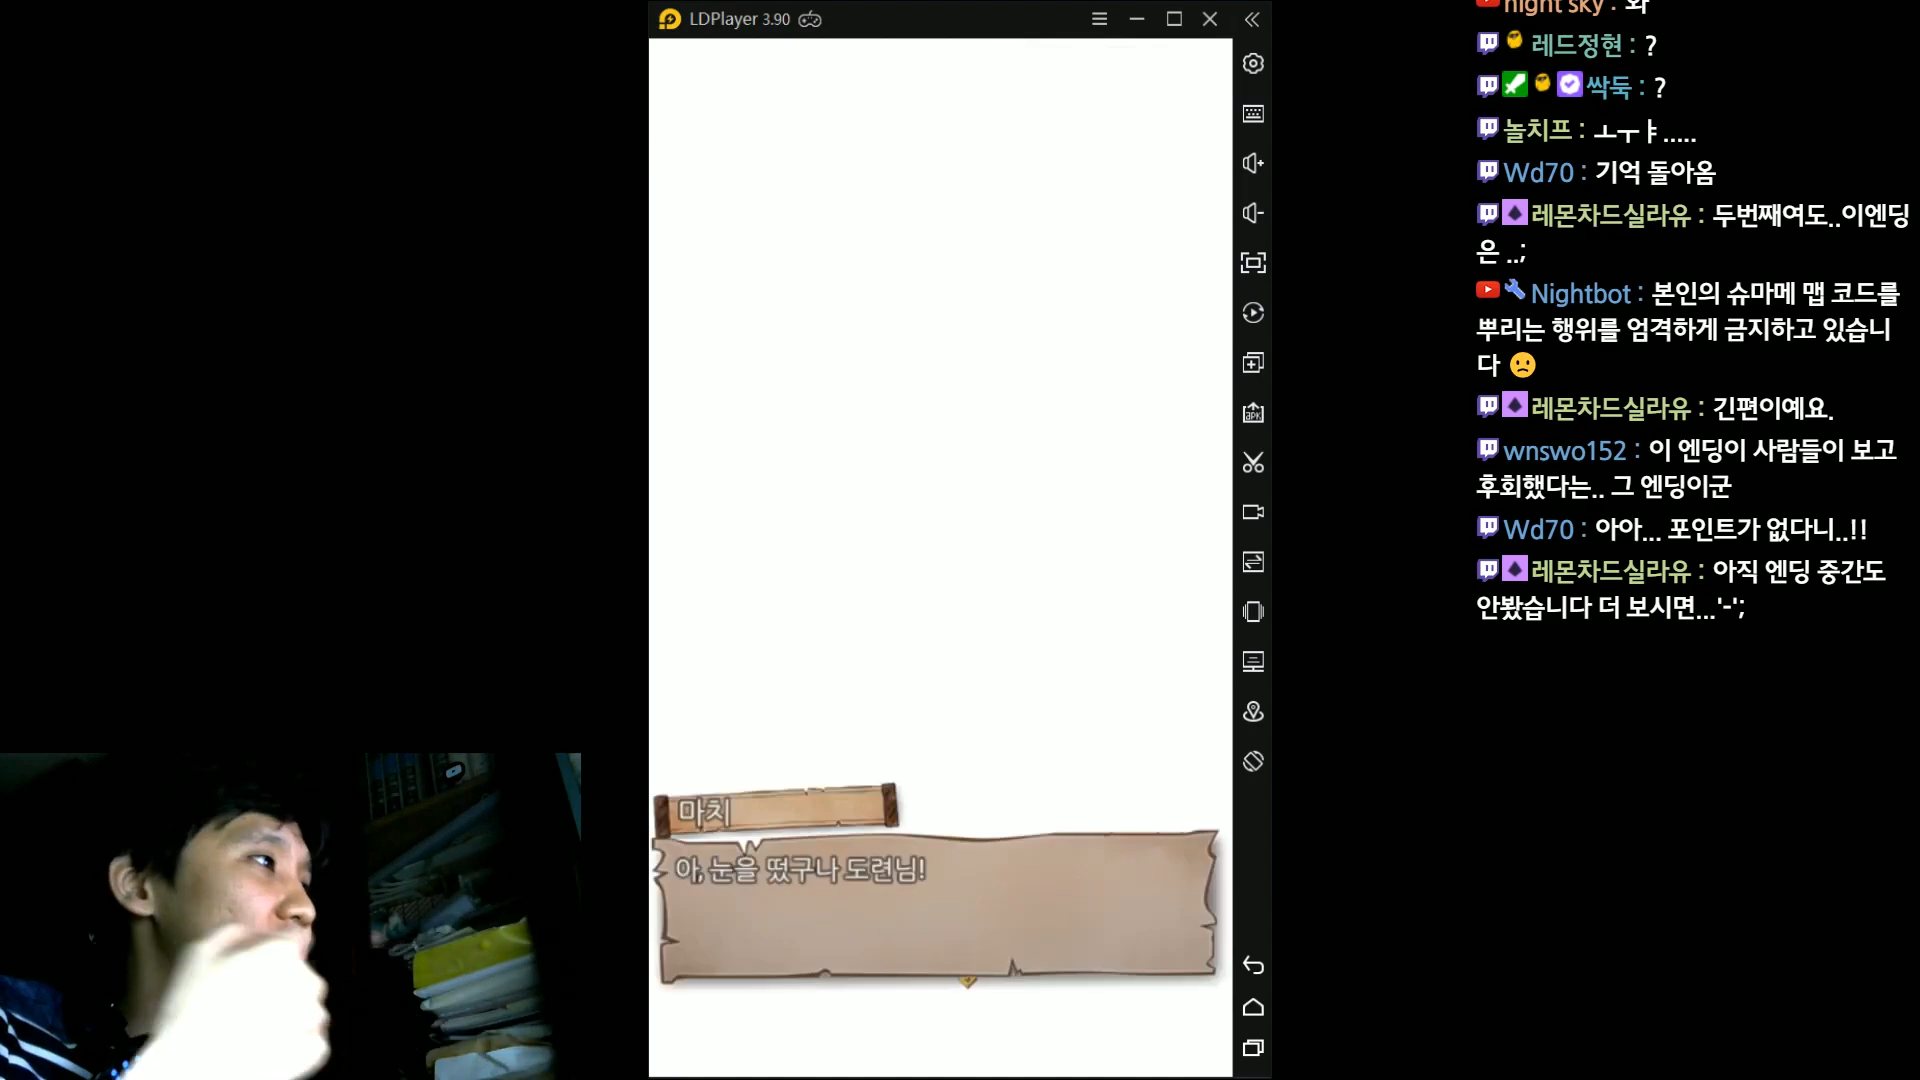 LDPlayer 3.90
마치
아, 눈을 떴구나 도련님!
night sky : 와
레드정현 : ?
싹둑 : ?
놀치프 : ㅗㅜㅑ.....
Wd70 : 기억 돌아옴
레몬차드실라유 : 두번째여도..이엔딩
은 ..;
Nightbot : 본인의 슈마메 맵 코드를
뿌리는 행위를 엄격하게 금지하고 있습니
다 🙁
레몬차드실라유 : 긴편이예요.
wnswo152 : 이 엔딩이 사람들이 보고
후회했다는.. 그 엔딩이군
Wd70 : 아아... 포인트가 없다니..!!
레몬차드실라유 : 아직 엔딩 중간도
안봤습니다 더 보시면...'-';